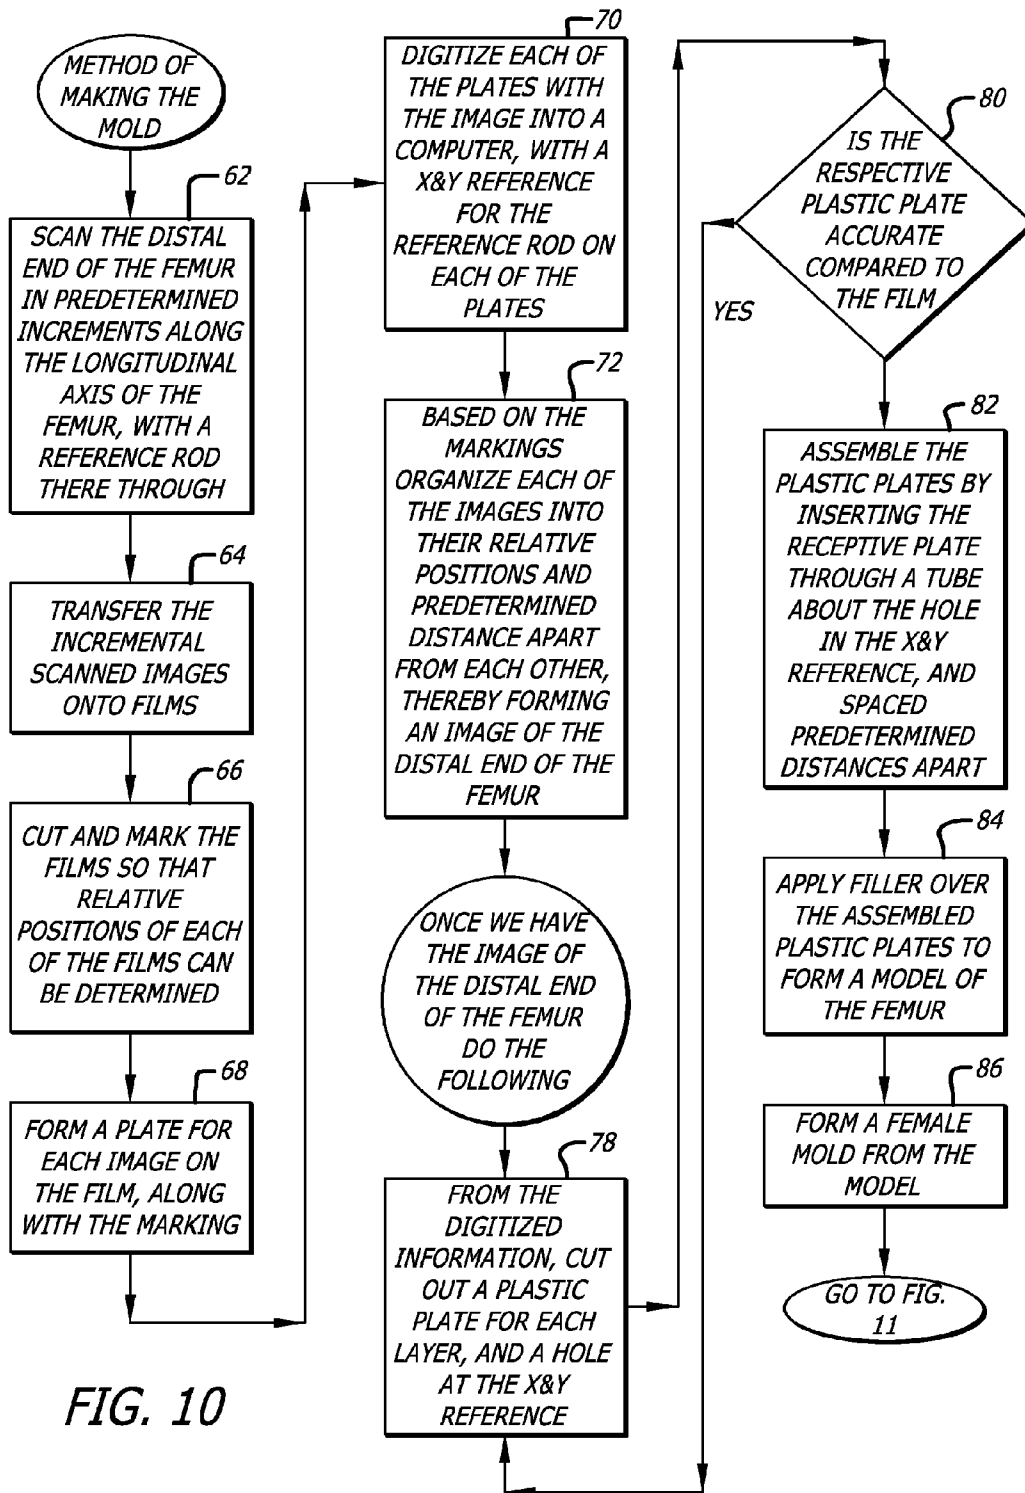 METHOD OF
MAKING THE
MOLD
62
SCAN THE DISTAL
END OF THE FEMUR
IN PREDETERMINED
INCREMENTS ALONG
THE LONGITUDINAL
AXIS OF THE
FEMUR, WITH A
REFERENCE ROD
THERE THROUGH
64
TRANSFER THE
INCREMENTAL
SCANNED IMAGES
ONTO FILMS
66
CUT AND MARK THE
FILMS SO THAT
RELATIVE
POSITIONS OF EACH
OF THE FILMS CAN
BE DETERMINED
68
FORM A PLATE FOR
EACH IMAGE ON
THE FILM, ALONG
WITH THE MARKING
70
DIGITIZE EACH OF
THE PLATES WITH
THE IMAGE INTO A
COMPUTER, WITH A
X&Y REFERENCE
FOR THE
REFERENCE ROD ON
EACH OF THE
PLATES
72
BASED ON THE
MARKINGS
ORGANIZE EACH OF
THE IMAGES INTO
THEIR RELATIVE
POSITIONS AND
PREDETERMINED
DISTANCE APART
FROM EACH OTHER,
THEREBY FORMING
AN IMAGE OF THE
DISTAL END OF THE
FEMUR
ONCE WE HAVE
THE IMAGE OF
THE DISTAL END
OF THE FEMUR
DO THE
FOLLOWING
78
FROM THE
DIGITIZED
INFORMATION, CUT
OUT A PLASTIC
PLATE FOR EACH
LAYER, AND A HOLE
AT THE X&Y
REFERENCE
80
IS THE
RESPECTIVE
PLASTIC PLATE
ACCURATE
COMPARED TO
THE FILM
YES
82
ASSEMBLE THE
PLASTIC PLATES BY
INSERTING THE
RECEPTIVE PLATE
THROUGH A TUBE
ABOUT THE HOLE
IN THE X&Y
REFERENCE, AND
SPACED
PREDETERMINED
DISTANCES APART
84
APPLY FILLER OVER
THE ASSEMBLED
PLASTIC PLATES TO
FORM A MODEL OF
THE FEMUR
86
FORM A FEMALE
MOLD FROM THE
MODEL
GO TO FIG.
11
FIG. 10